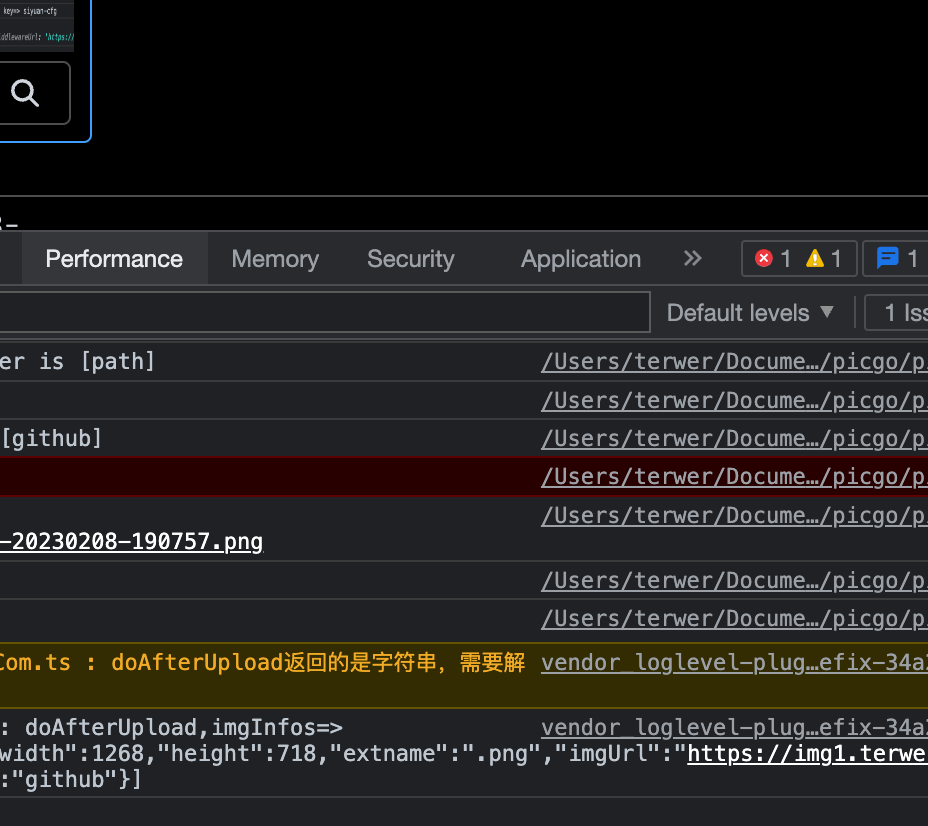 key=> siyuan-cfg
ddlewareUrl: 'https://
Performance Memory Security Application » 1 1 1
Default levels ▼ 1 Iss
er is [path] /Users/terwer/Docume…/picgo/p
/Users/terwer/Docume…/picgo/p
[github] /Users/terwer/Docume…/picgo/p
/Users/terwer/Docume…/picgo/p
/Users/terwer/Docume…/picgo/p
-20230208-190757.png
/Users/terwer/Docume…/picgo/p
/Users/terwer/Docume…/picgo/p
Com.ts : doAfterUpload返回的是字符串，需要解 vendor_loglevel-plug…efix-34a
: doAfterUpload,imgInfos=> vendor_loglevel-plug…efix-34a
width":1268,"height":718,"extname":".png","imgUrl":"https://img1.terwe
:"github"}]